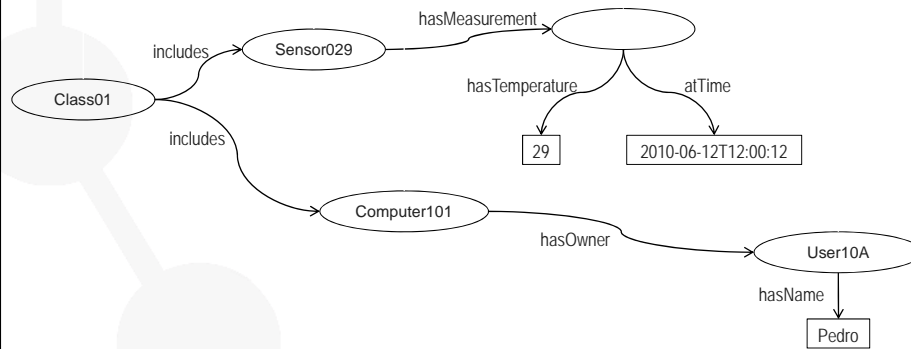 hasMeasurement
includes
Sensor029
hasTemperature
atTime
Class01
includes
29
2010-06-12T12:00:12
Computer101
hasOwner
User10A
hasName
Pedro